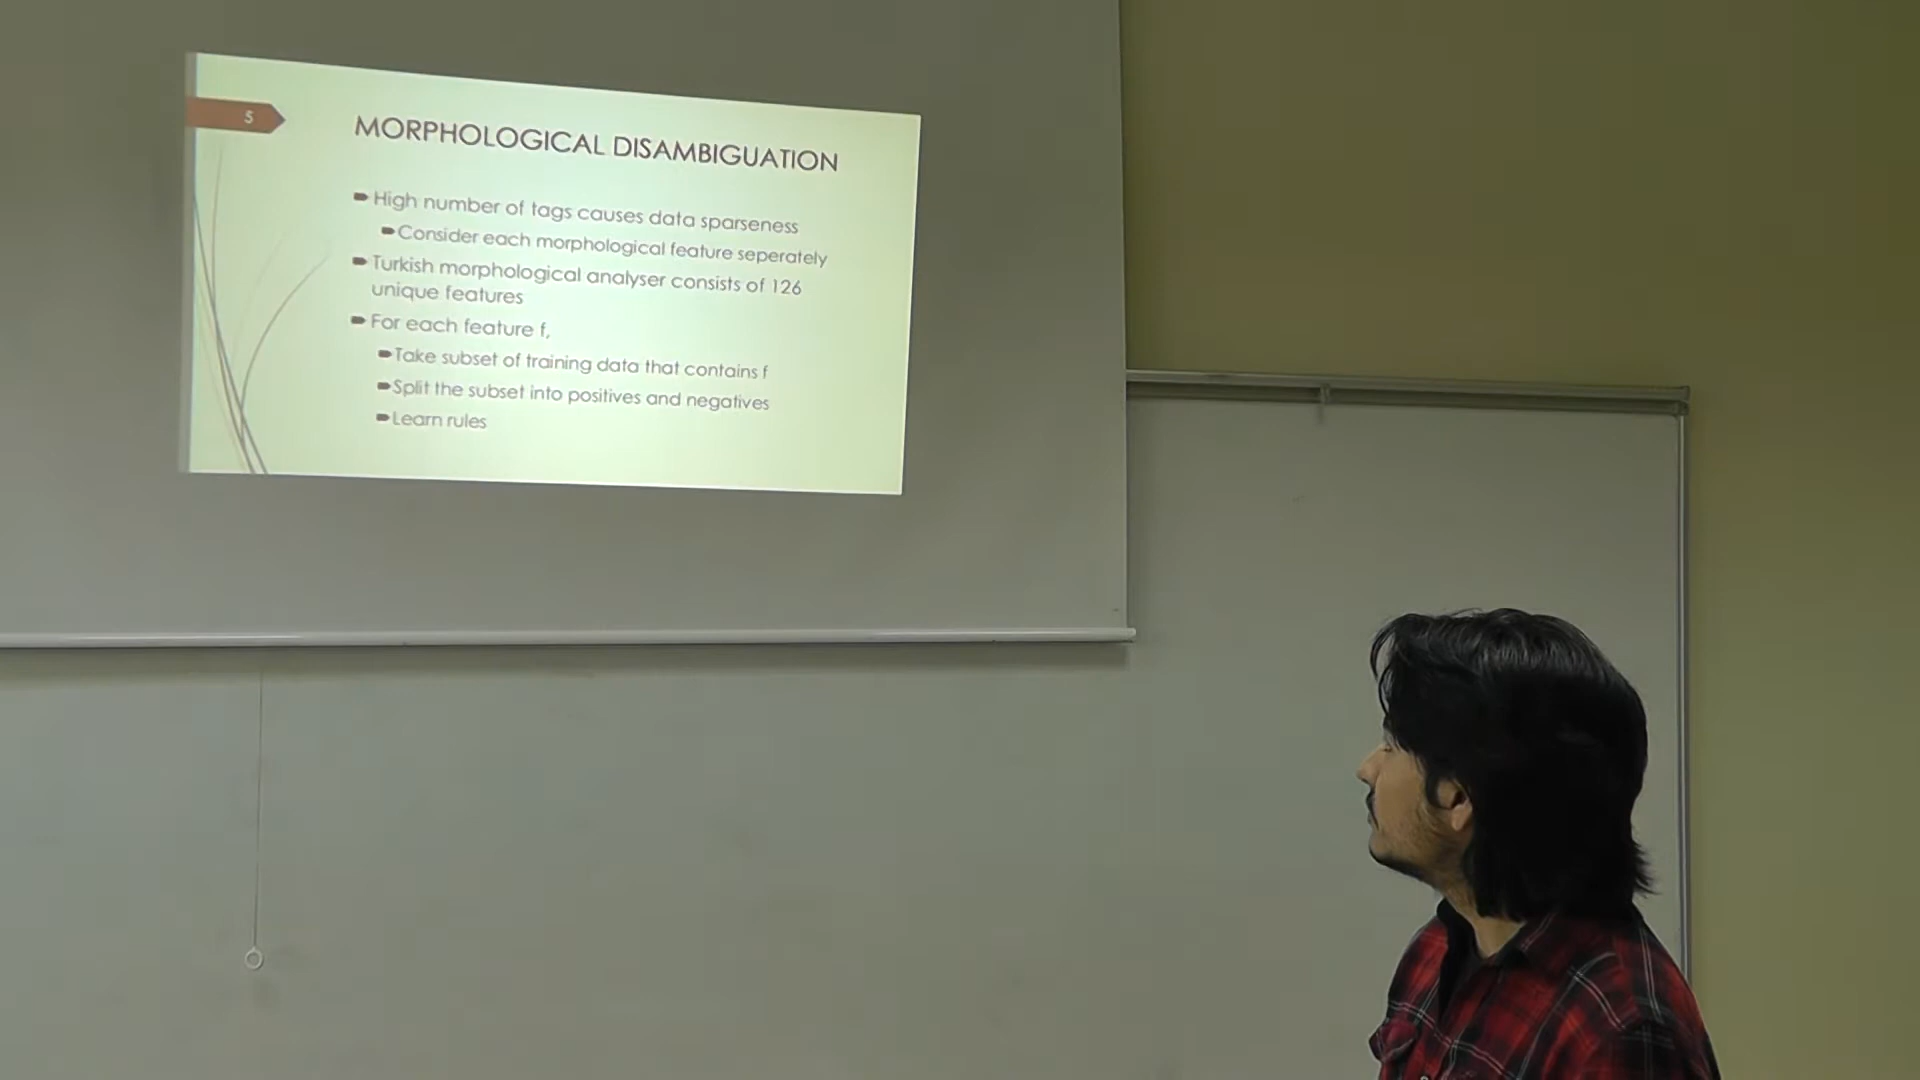 5
MORPHOLOGICAL DISAMBIGUATION
High number of tags causes data sparseness
Consider each morphological feature seperately
Turkish morphological analyser consists of 126
unique features
For each feature f,
Take subset of training data that contains f
Split the subset into positives and negatives
Learn rules